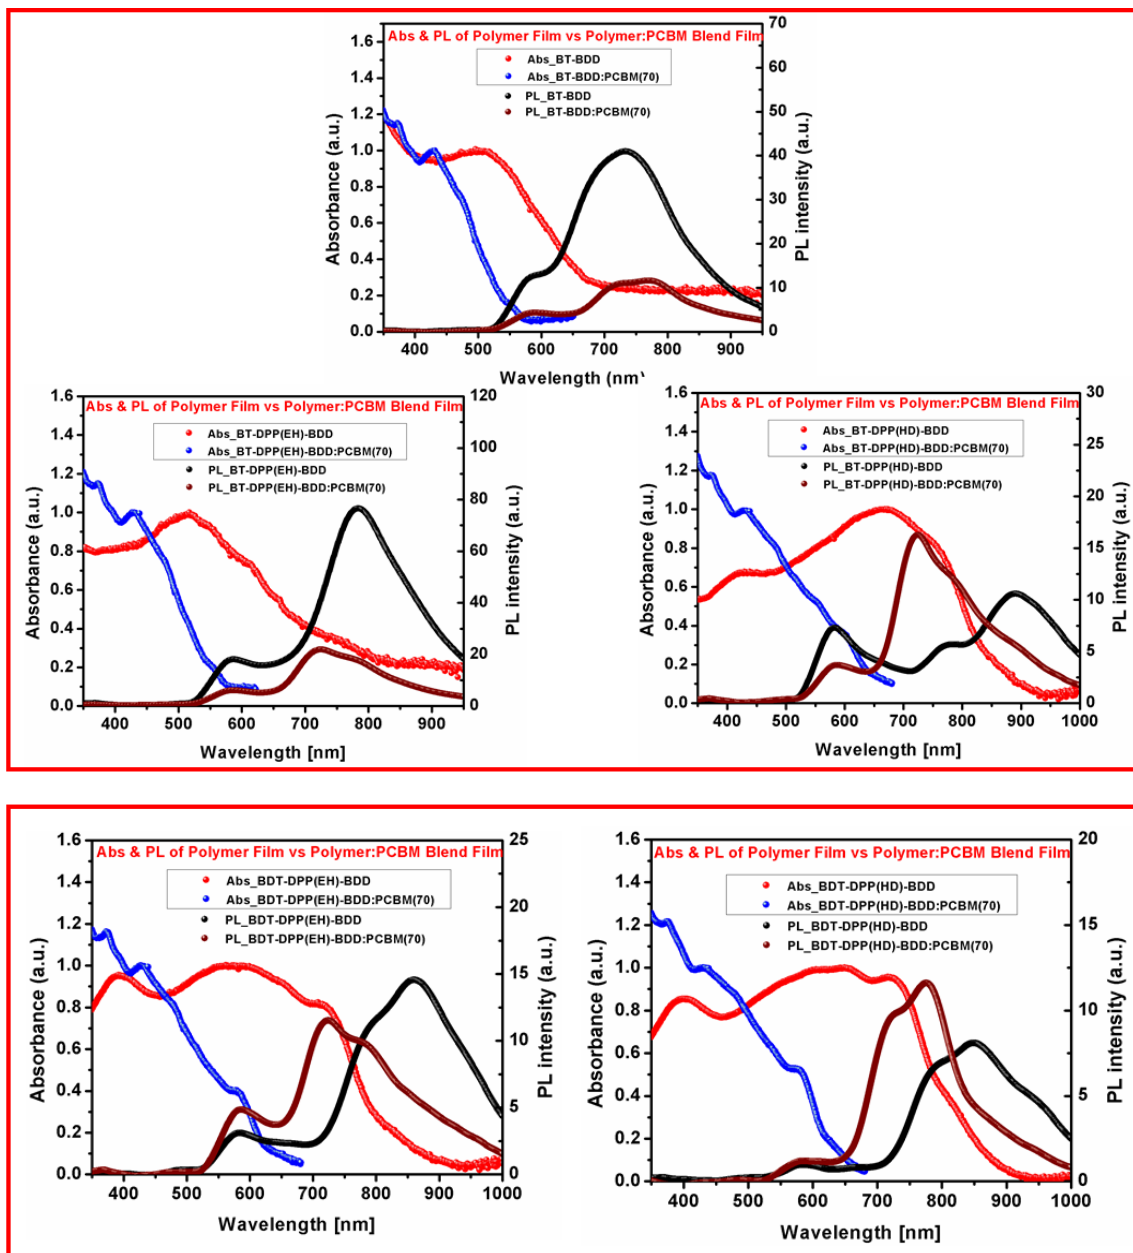 Abs & PL of Polymer Film vs Polymer:PCBM Blend Film
Abs_BT-BDD
Abs_BT-BDD:PCBM(70)
PL_BT-BDD
PL_BT-BDD:PCBM(70)
Absorbance (a.u.)
1.6
1.4
1.2
1.0
0.8
0.6
0.4
0.2
0.0
70
60
50
40
30
20
10
0
PL intensity (a.u.)
400 500 600 700 800 900
Wavelength (nm)
Abs & PL of Polymer Film vs Polymer:PCBM Blend Film
Abs_BT-DPP(EH)-BDD
Abs_BT-DPP(EH)-BDD:PCBM(70)
PL_BT-DPP(EH)-BDD
PL_BT-DPP(EH)-BDD:PCBM(70)
Absorbance (a.u.)
1.6
1.4
1.2
1.0
0.8
0.6
0.4
0.2
0.0
120
100
80
60
40
20
0
PL intensity (a.u.)
400 500 600 700 800 900
Wavelength [nm]
Abs & PL of Polymer Film vs Polymer:PCBM Blend Film
Abs_BT-DPP(HD)-BDD
Abs_BT-DPP(HD)-BDD:PCBM(70)
PL_BT-DPP(HD)-BDD
PL_BT-DPP(HD)-BDD:PCBM(70)
Absorbance (a.u.)
1.6
1.4
1.2
1.0
0.8
0.6
0.4
0.2
0.0
30
25
20
15
10
5
0
PL intensity (a.u.)
400 500 600 700 800 900 1000
Wavelength [nm]
Abs & PL of Polymer Film vs Polymer:PCBM Blend Film
Abs_BDT-DPP(EH)-BDD
Abs_BDT-DPP(EH)-BDD:PCBM(70)
PL_BDT-DPP(EH)-BDD
PL_BDT-DPP(EH)-BDD:PCBM(70)
Absorbance (a.u.)
1.6
1.4
1.2
1.0
0.8
0.6
0.4
0.2
0.0
25
20
15
10
5
0
PL intensity (a.u.)
400 500 600 700 800 900 1000
Wavelength [nm]
Abs & PL of Polymer Film vs Polymer:PCBM Blend Film
Abs_BDT-DPP(HD)-BDD
Abs_BDT-DPP(HD)-BDD:PCBM(70)
PL_BDT-DPP(HD)-BDD
PL_BDT-DPP(HD)-BDD:PCBM(70)
Absorbance (a.u.)
1.6
1.4
1.2
1.0
0.8
0.6
0.4
0.2
0.0
20
15
10
5
0
PL intensity (a.u.)
400 500 600 700 800 900 1000
Wavelength [nm]